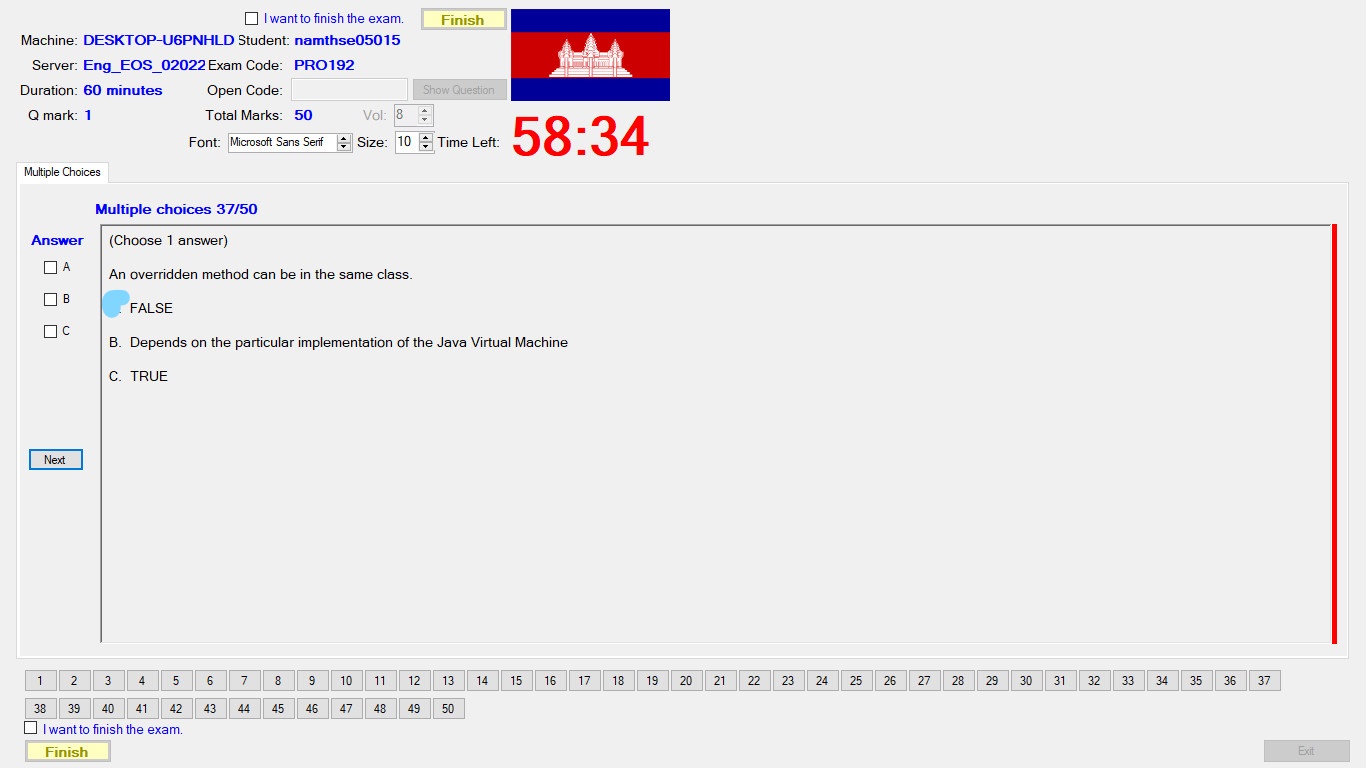 I want to finish the exam. Finish
Machine: DESKTOP-U6PNHLD Student: namthse05015
Server: Eng_EOS_02022 Exam Code: PRO192
Duration: 60 minutes Open Code: Show Question
Q mark: 1 Total Marks: 50 Vol: 8
Font: Microsoft Sans Serif Size: 10 Time Left: 58:34
Multiple Choices
Multiple choices 37/50
Answer
A
B
C
Next
(Choose 1 answer)
An overridden method can be in the same class.
FALSE
B. Depends on the particular implementation of the Java Virtual Machine
C. TRUE
1 2 3 4 5 6 7 8 9 10 11 12 13 14 15 16 17 18 19 20 21 22 23 24 25 26 27 28 29 30 31 32 33 34 35 36 37
38 39 40 41 42 43 44 45 46 47 48 49 50
I want to finish the exam.
Finish Exit